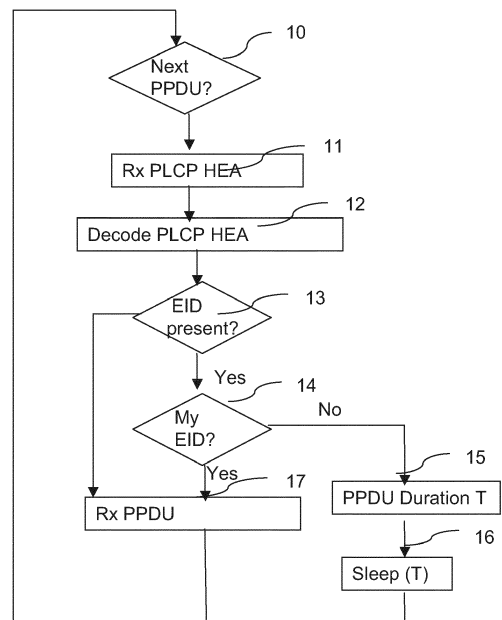 10
Next
PPDU?
11
Rx PLCP HEA
12
Decode PLCP HEA
13
EID
present?
Yes
14
My
EID?
No
15
Yes
17
PPDU Duration T
Rx PPDU
16
Sleep (T)